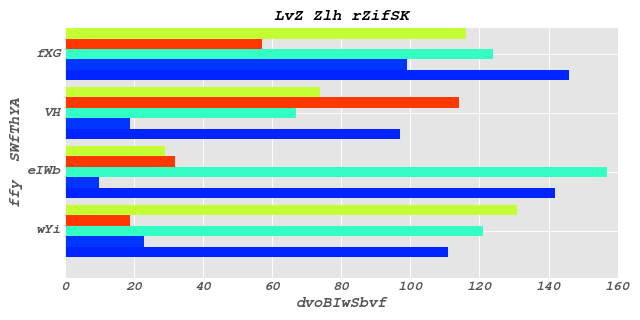 LvZ Zlh rZifSK
fXG
VH
eIWb
wYi
ffy SWfThYA
0 20 40 60 80 100 120 140 160
dvoBIwSbvf